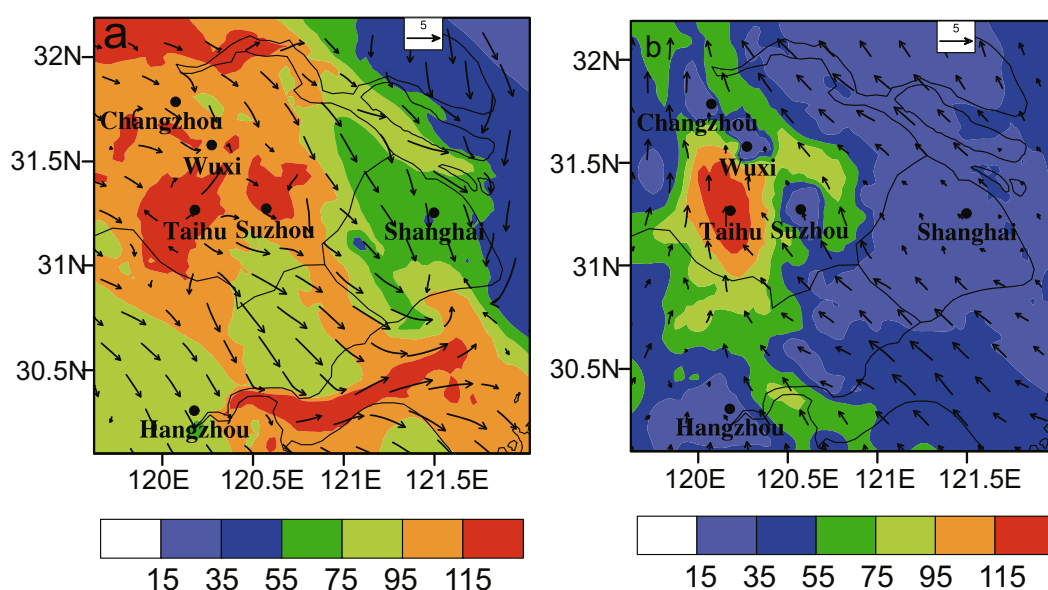 a
5
32N
31.5N
31N
30.5N
Changzhou
Wuxi
Taihu
Suzhou
Shanghai
Hangzhou
120E 120.5E 121E 121.5E
15 35 55 75 95 115
b
5
32N
31.5N
31N
30.5N
Changzhou
Wuxi
Taihu
Suzhou
Shanghai
Hangzhou
120E 120.5E 121E 121.5E
15 35 55 75 95 115